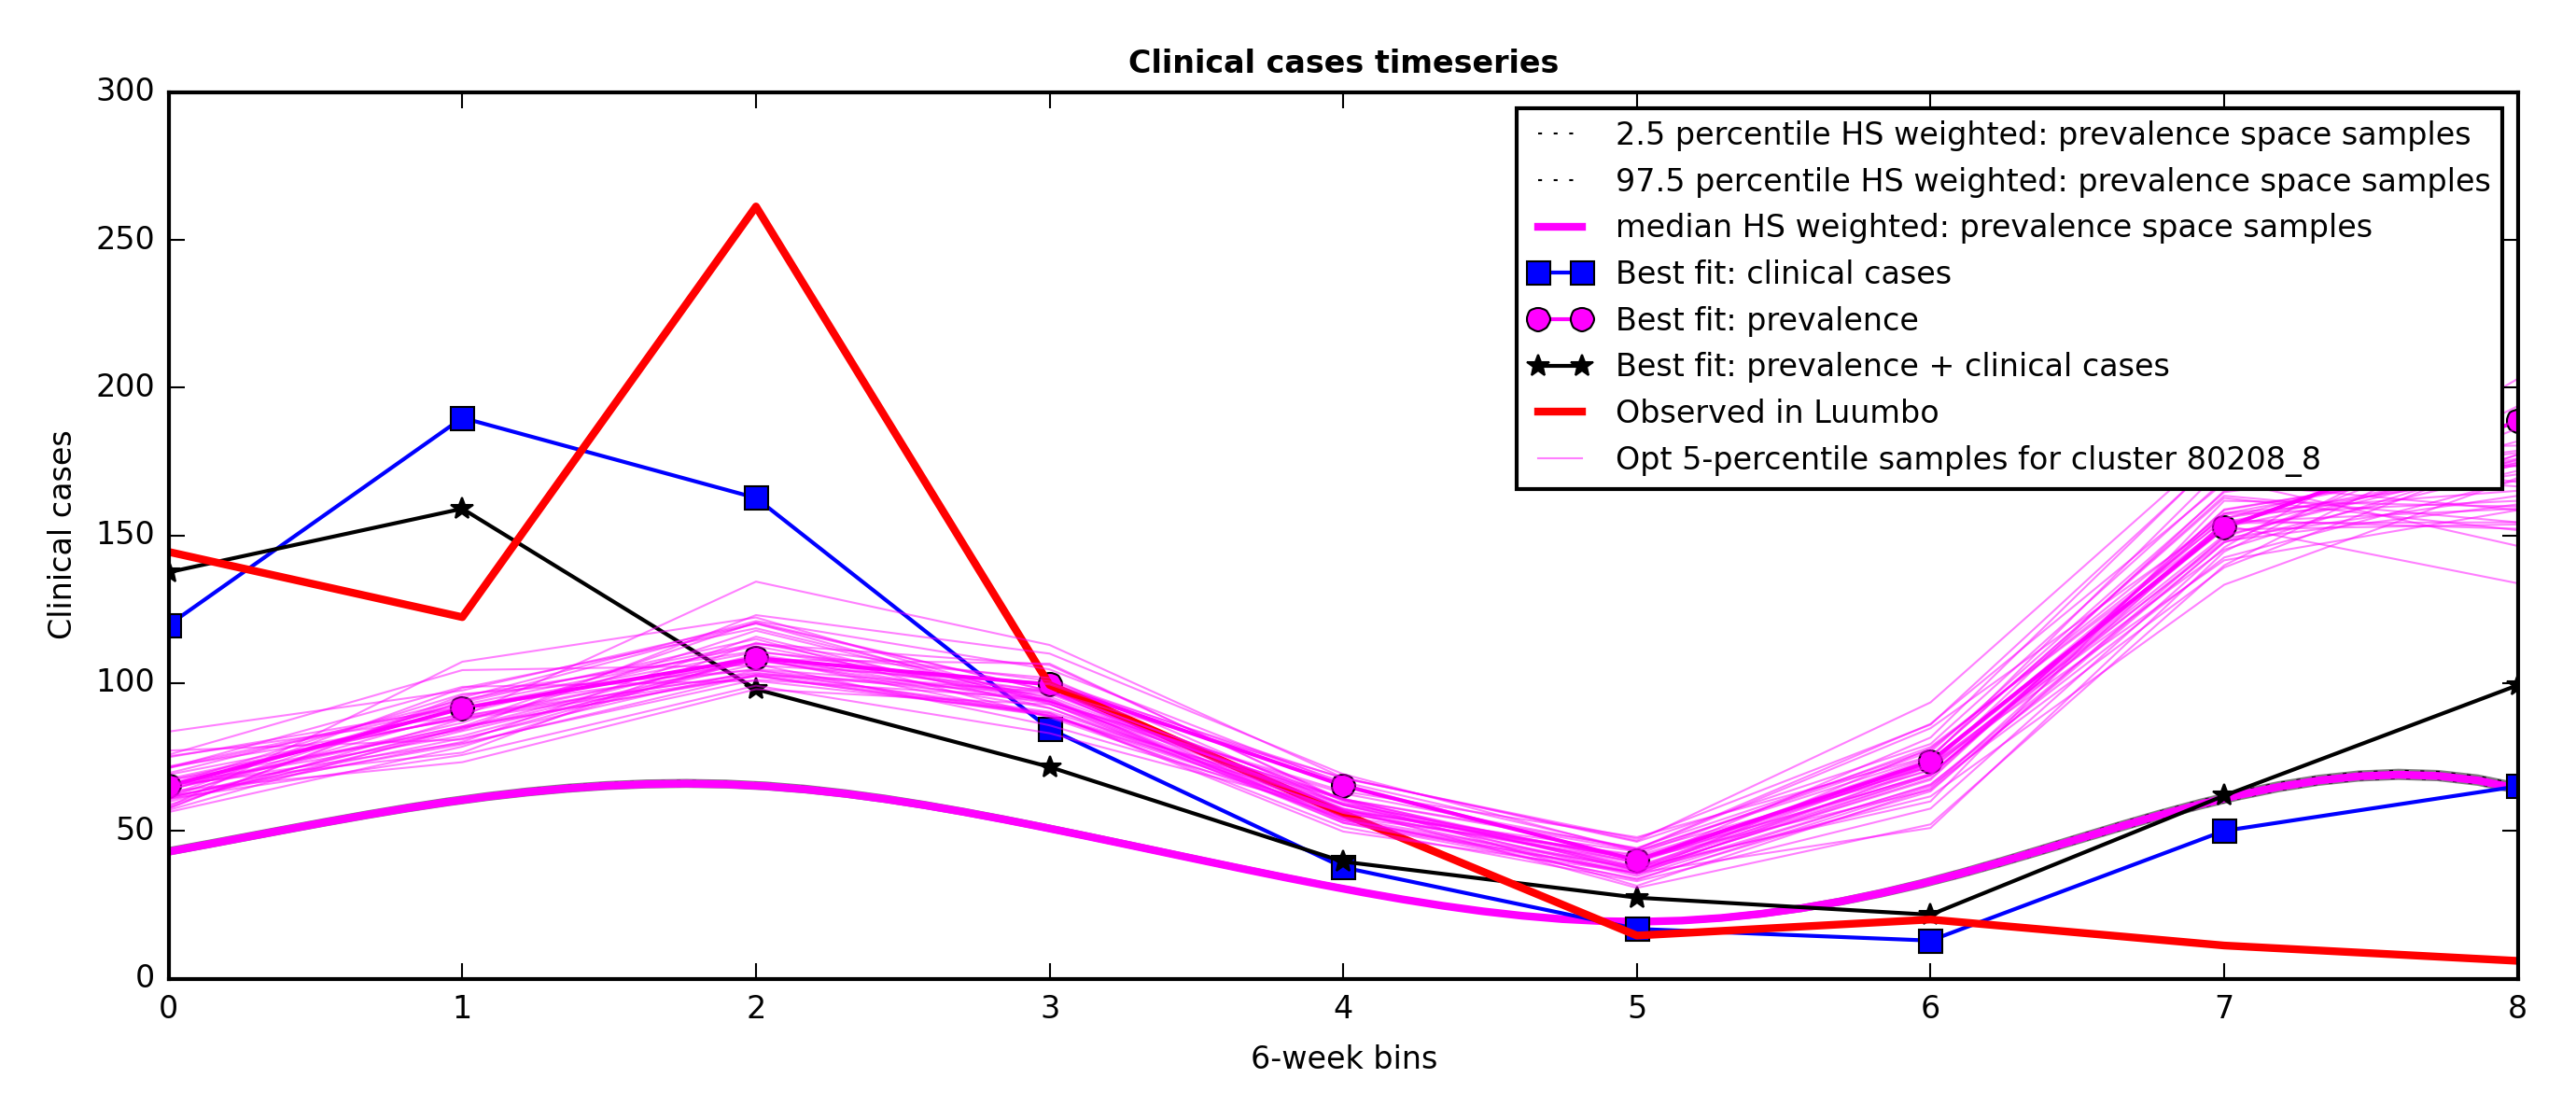 Clinical cases timeseries
300
250
200
150
100
50
0
Clinical cases
2.5 percentile HS weighted: prevalence space samples
97.5 percentile HS weighted: prevalence space samples
median HS weighted: prevalence space samples
Best fit: clinical cases
Best fit: prevalence
Best fit: prevalence + clinical cases
Observed in Luumbo
Opt 5-percentile samples for cluster 80208_8
0 1 2 3 4 5 6 7 8
6-week bins